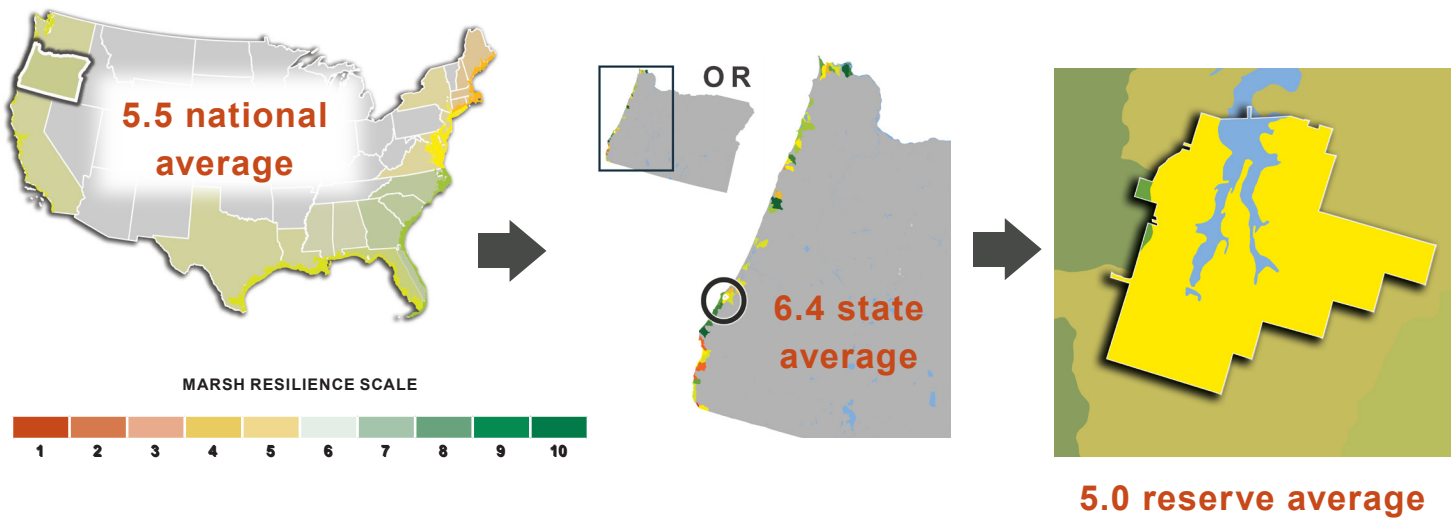 5.5 national
average
OR
6.4 state
average
MARSH RESILIENCE SCALE
1 2 3 4 5 6 7 8 9 10
5.0 reserve average